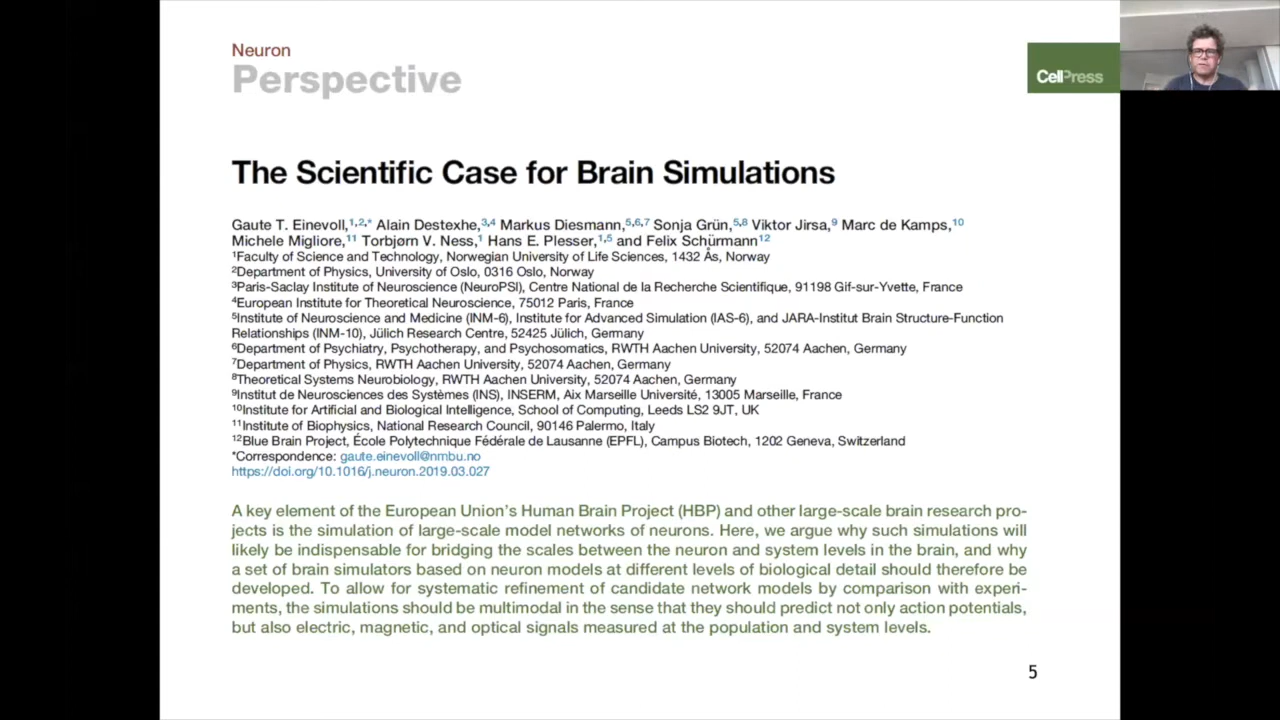 Neuron
Perspective
CellPress
The Scientific Case for Brain Simulations
Gaute T. Einevoll,1,2,* Alain Destexhe,3,4 Markus Diesmann,5,6,7 Sonja Grün,5,8 Viktor Jirsa,9 Marc de Kamps,10
Michele Migliore,11 Torbjørn V. Ness,1 Hans E. Plesser,1,5 and Felix Schürmann12
1Faculty of Science and Technology, Norwegian University of Life Sciences, 1432 Ås, Norway
2Department of Physics, University of Oslo, 0316 Oslo, Norway
3Paris-Saclay Institute of Neuroscience (NeuroPSI), Centre National de la Recherche Scientifique, 91198 Gif-sur-Yvette, France
4European Institute for Theoretical Neuroscience, 75012 Paris, France
5Institute of Neuroscience and Medicine (INM-6), Institute for Advanced Simulation (IAS-6), and JARA-Institut Brain Structure-Function
Relationships (INM-10), Jülich Research Centre, 52425 Jülich, Germany
6Department of Psychiatry, Psychotherapy, and Psychosomatics, RWTH Aachen University, 52074 Aachen, Germany
7Department of Physics, RWTH Aachen University, 52074 Aachen, Germany
8Theoretical Systems Neurobiology, RWTH Aachen University, 52074 Aachen, Germany
9Institut de Neurosciences des Systèmes (INS), INSERM, Aix Marseille Université, 13005 Marseille, France
10Institute for Artificial and Biological Intelligence, School of Computing, Leeds LS2 9JT, UK
11Institute of Biophysics, National Research Council, 90146 Palermo, Italy
12Blue Brain Project, École Polytechnique Fédérale de Lausanne (EPFL), Campus Biotech, 1202 Geneva, Switzerland
*Correspondence: gaute.einevoll@nmbu.no
https://doi.org/10.1016/j.neuron.2019.03.027
A key element of the European Union's Human Brain Project (HBP) and other large-scale brain research pro-
jects is the simulation of large-scale model networks of neurons. Here, we argue why such simulations will
likely be indispensable for bridging the scales between the neuron and system levels in the brain, and why
a set of brain simulators based on neuron models at different levels of biological detail should therefore be
developed. To allow for systematic refinement of candidate network models by comparison with experi-
ments, the simulations should be multimodal in the sense that they should predict not only action potentials,
but also electric, magnetic, and optical signals measured at the population and system levels.
5